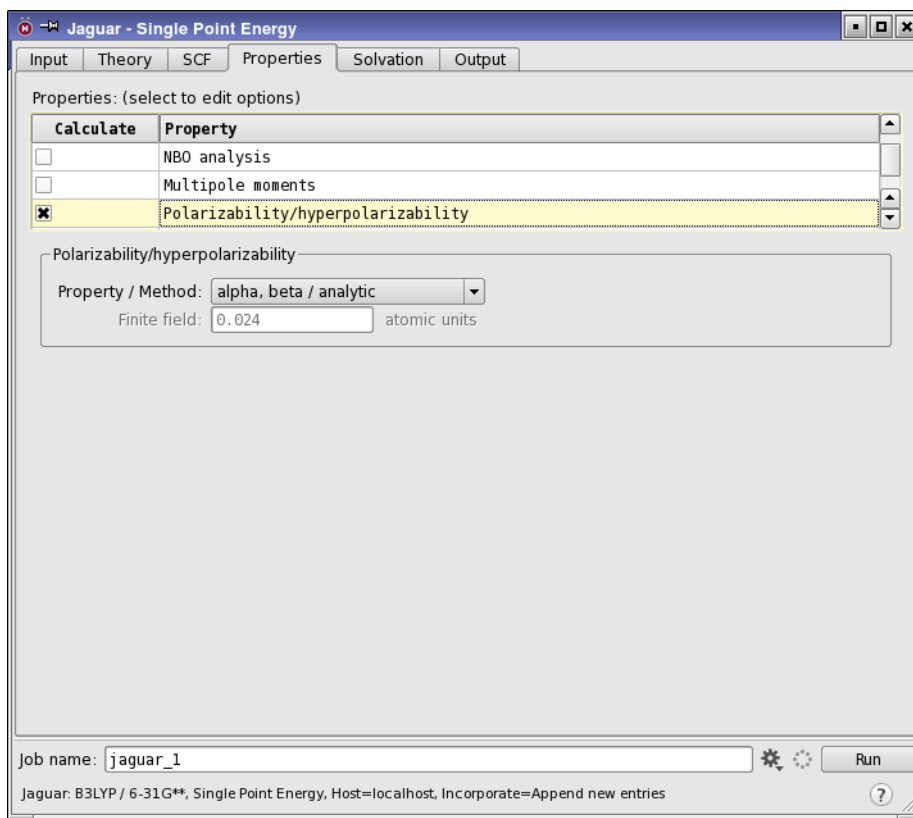 Jaguar - Single Point Energy
Input Theory SCF Properties Solvation Output
Properties: (select to edit options)
Calculate Property
NBO analysis
Multipole moments
Polarizability/hyperpolarizability
Polarizability/hyperpolarizability
Property / Method: alpha, beta / analytic
Finite field: 0.024 atomic units
Job name: jaguar_1 Run
Jaguar: B3LYP / 6-31G**, Single Point Energy, Host=localhost, Incorporate=Append new entries ?